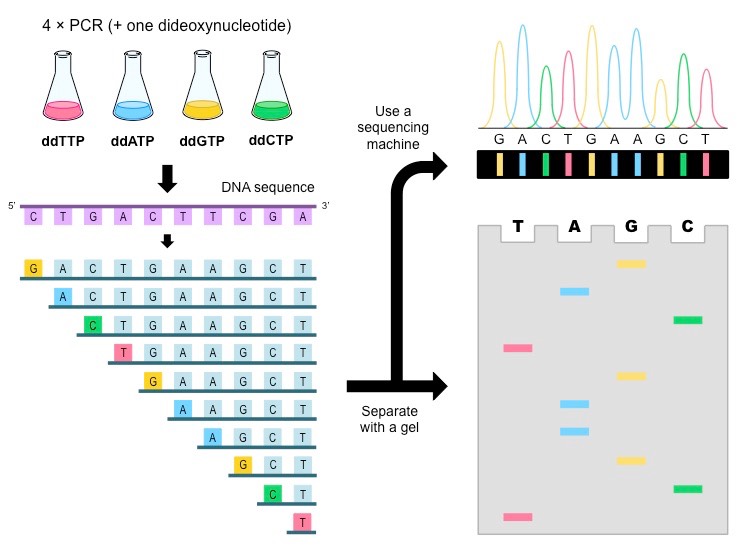 4 × PCR (+ one dideoxynucleotide)
ddTTP ddATP ddGTP ddCTP
DNA sequence
5' 3'
C T G A C T T C G A
G A C T G A A G C T
A C T G A A G C T
C T G A A G C T
T G A A G C T
G A A G C T
A A G C T
A G C T
G C T
C T
T
Use a
sequencing
machine
Separate
with a gel
G A C T G A A G C T
T A G C